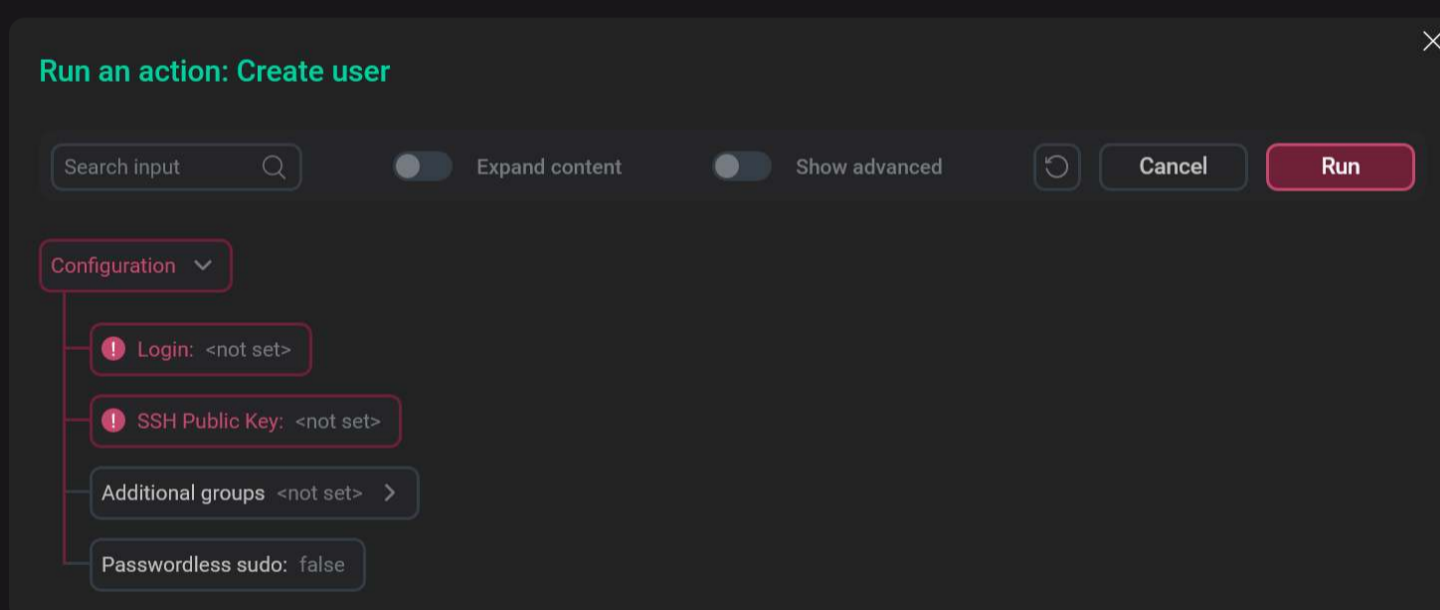 Run an action: Create user
Search input Expand content Show advanced Cancel Run
Configuration
! Login: <not set>
! SSH Public Key: <not set>
Additional groups <not set>
Passwordless sudo: false